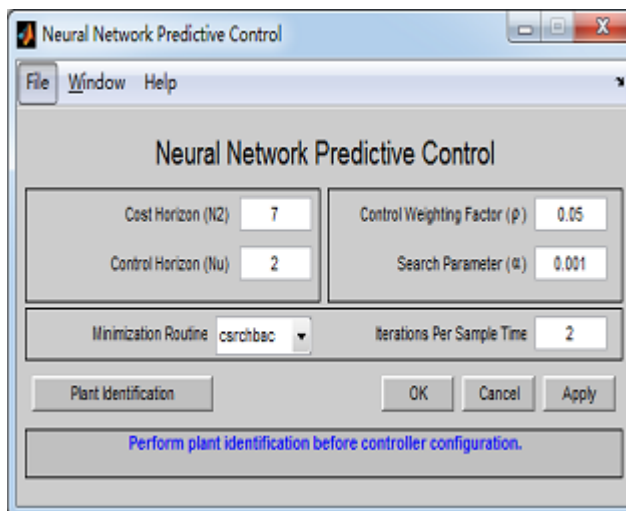 Neural Network Predictive Control
File Window Help
Neural Network Predictive Control
Cost Horizon (N2) 7
Control Weighting Factor (ρ) 0.05
Control Horizon (Nu) 2
Search Parameter (α) 0.001
Minimization Routine csrchbac
Iterations Per Sample Time 2
Plant Identification OK Cancel Apply
Perform plant identification before controller configuration.